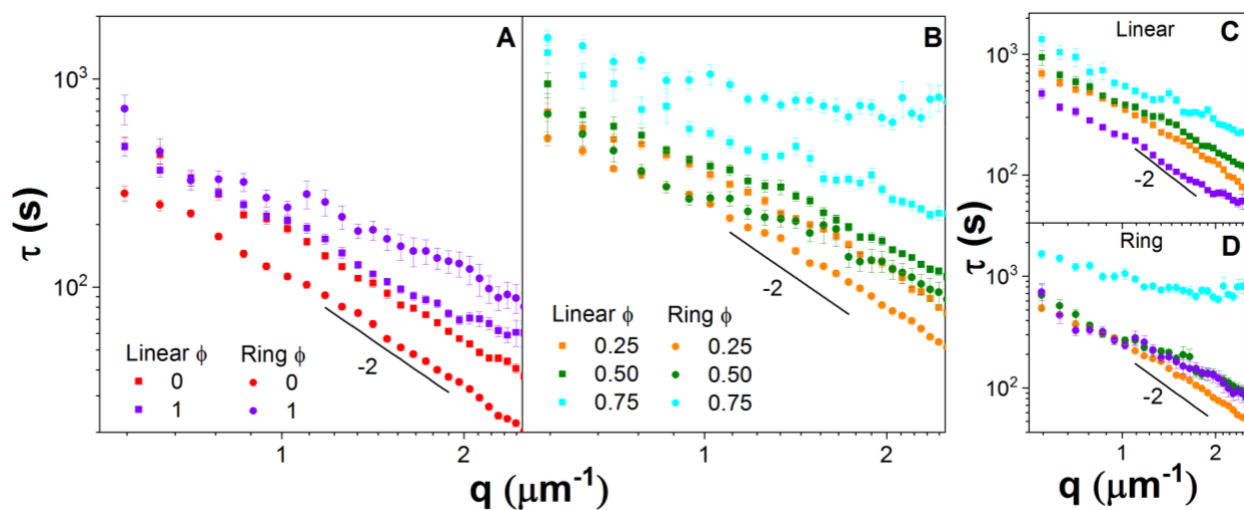 A
10³
10²
τ (s)
Linear ϕ Ring ϕ
0 0
1 1
-2
1 2
B
Linear ϕ Ring ϕ
0.25 0.25
0.50 0.50
0.75 0.75
-2
1 2
q (µm⁻¹)
C
Linear
10³
10²
-2
τ (s)
D
Ring
10³
10²
-2
1 2
q (µm⁻¹)